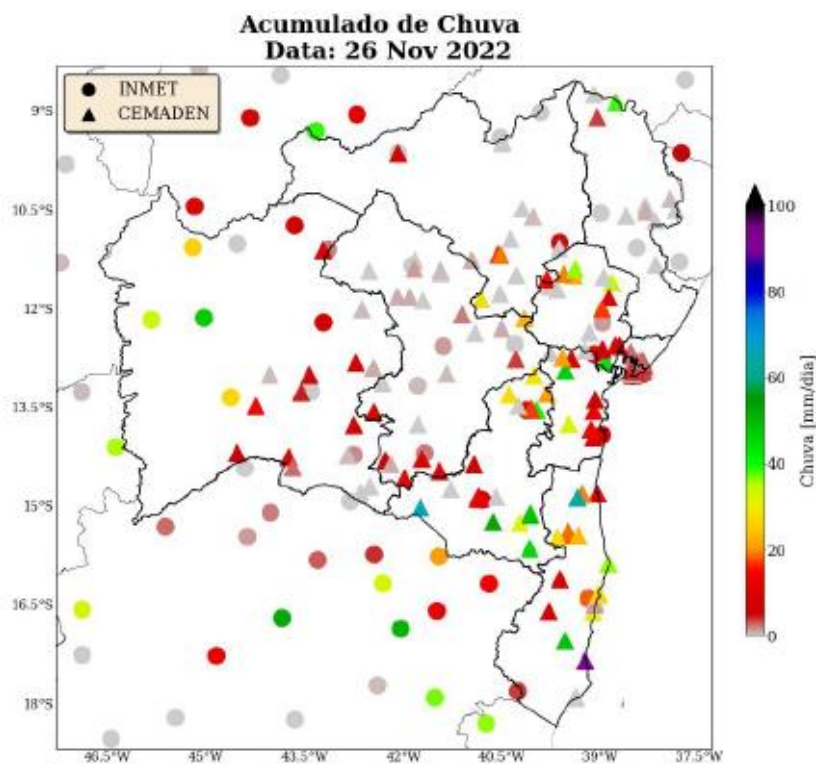 Acumulado de Chuva
Data: 26 Nov 2022
INMET
CEMADEN
9°S
10.5°S
12°S
13.5°S
15°S
16.5°S
18°S
46.5°W
45°W
43.5°W
42°W
40.5°W
39°W
37.5°W
100
80
60
40
20
0
Chuva [mm/dia]